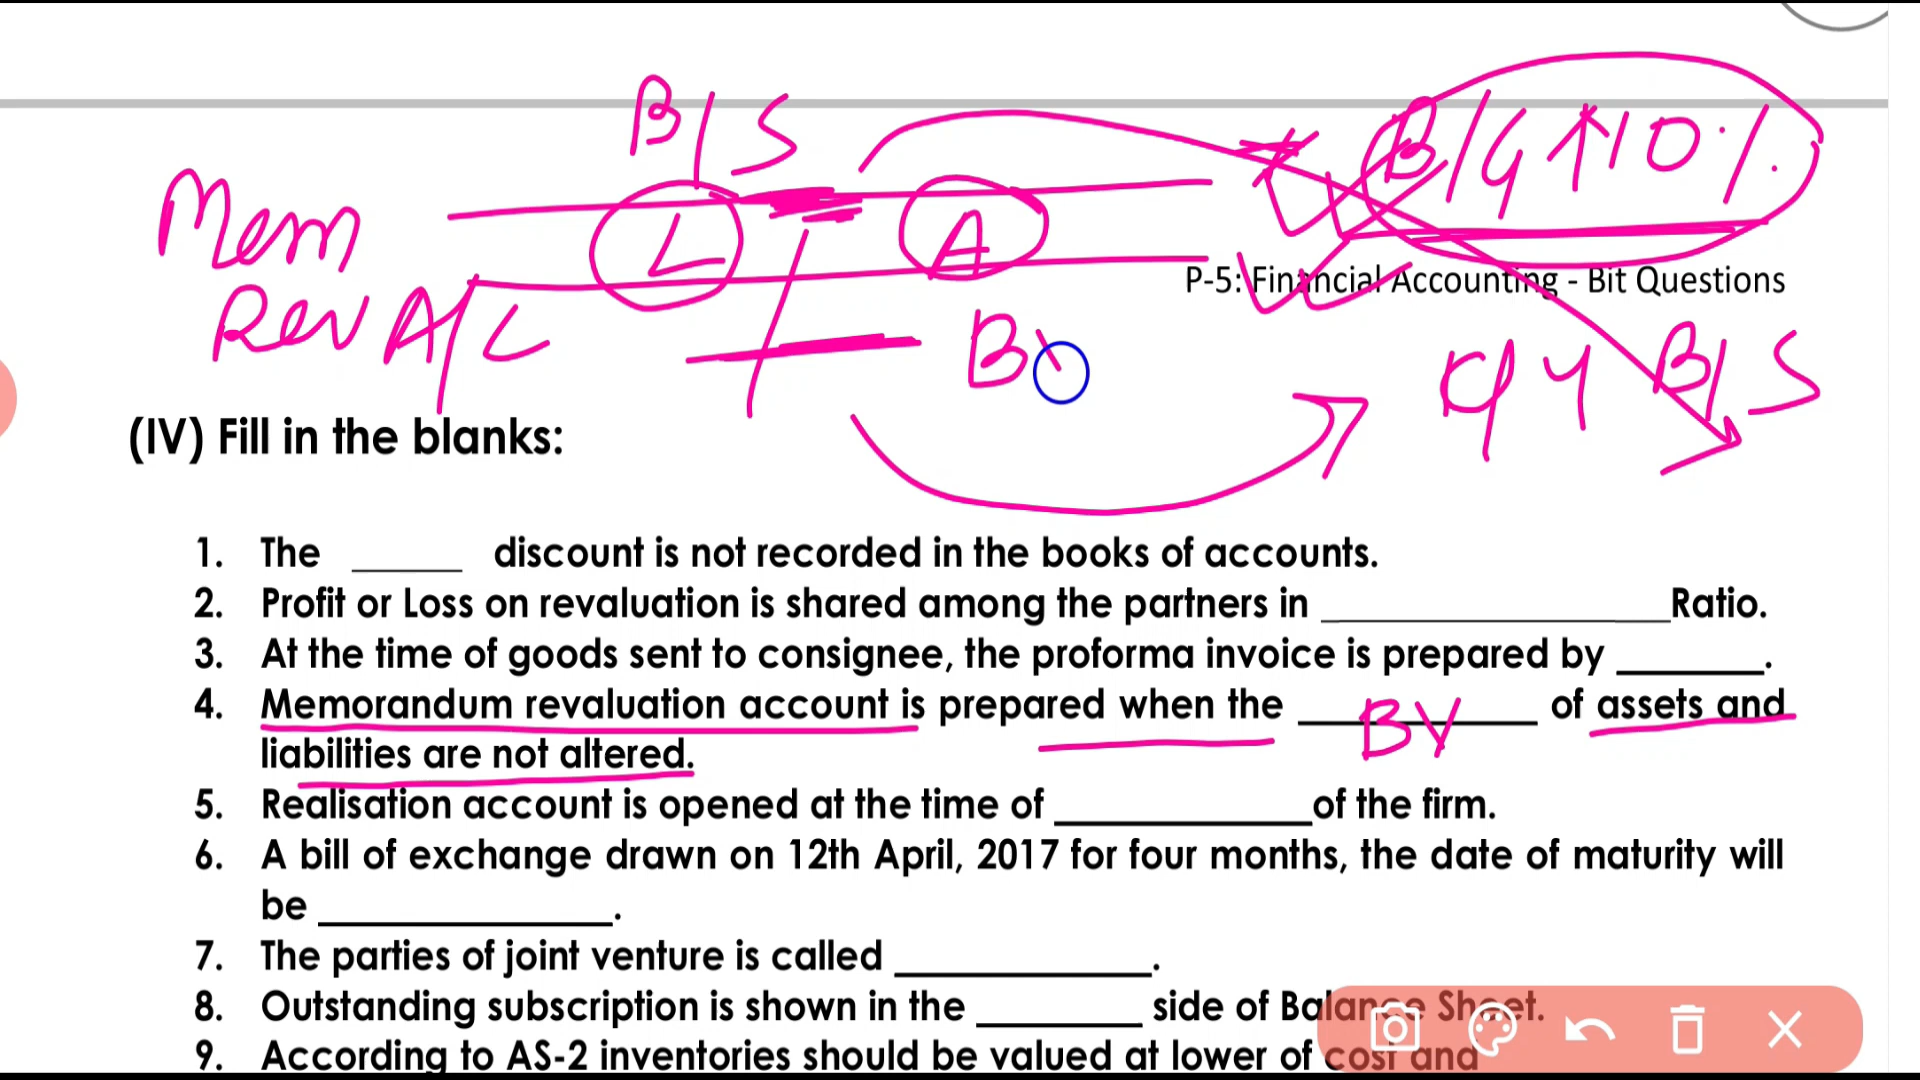 B/S
B/G ↑ 10 %.
Mem
L A
P-5: Financial Accounting - Bit Questions
Rev A/C
BV
B/S
(IV) Fill in the blanks:
1. The ______ discount is not recorded in the books of accounts.
2. Profit or Loss on revaluation is shared among the partners in ________________Ratio.
3. At the time of goods sent to consignee, the proforma invoice is prepared by _______.
4. Memorandum revaluation account is prepared when the ____BV____ of assets and
liabilities are not altered.
5. Realisation account is opened at the time of ____________of the firm.
6. A bill of exchange drawn on 12th April, 2017 for four months, the date of maturity will
be ______________.
7. The parties of joint venture is called ____________.
8. Outstanding subscription is shown in the ________ side of Balance Sheet.
9. According to AS-2 inventories should be valued at lower of cost and